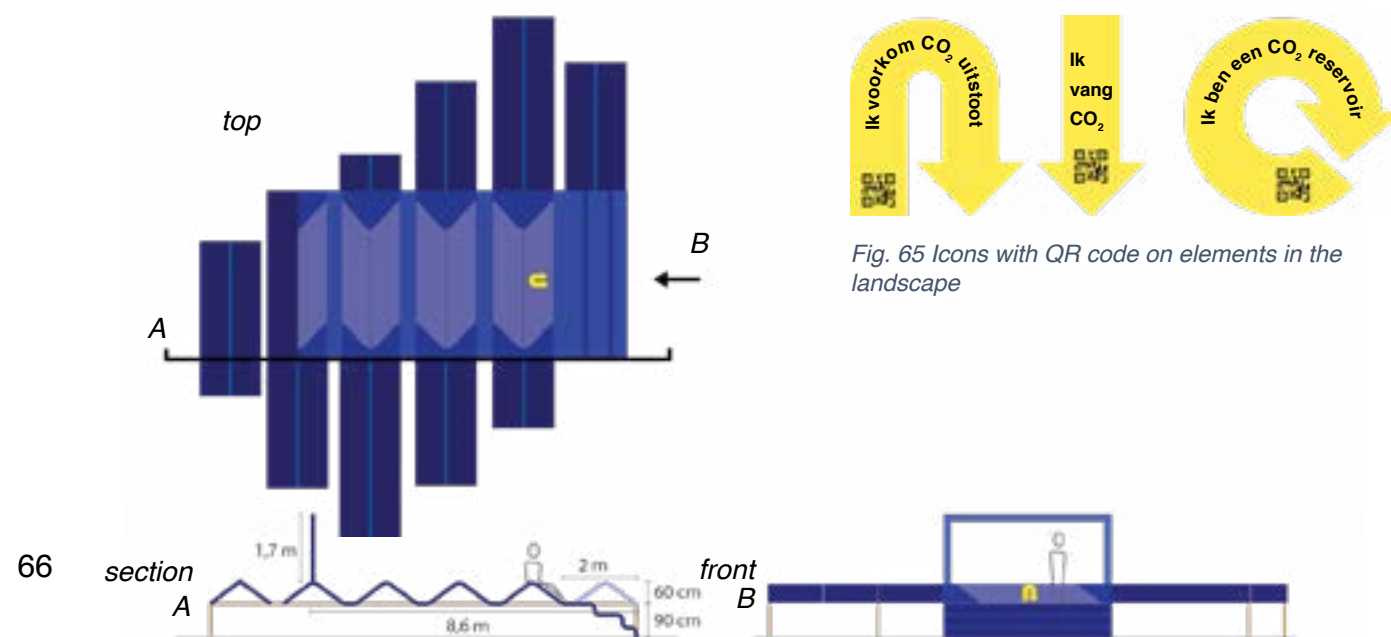 top
A
B
Ik voorkom CO₂ uitstoot
Ik
vang
CO₂
Ik ben een CO₂ reservoir
Fig. 65 Icons with QR code on elements in the
landscape
66
section
A
1,7 m
2 m
60 cm
90 cm
8,6 m
front
B